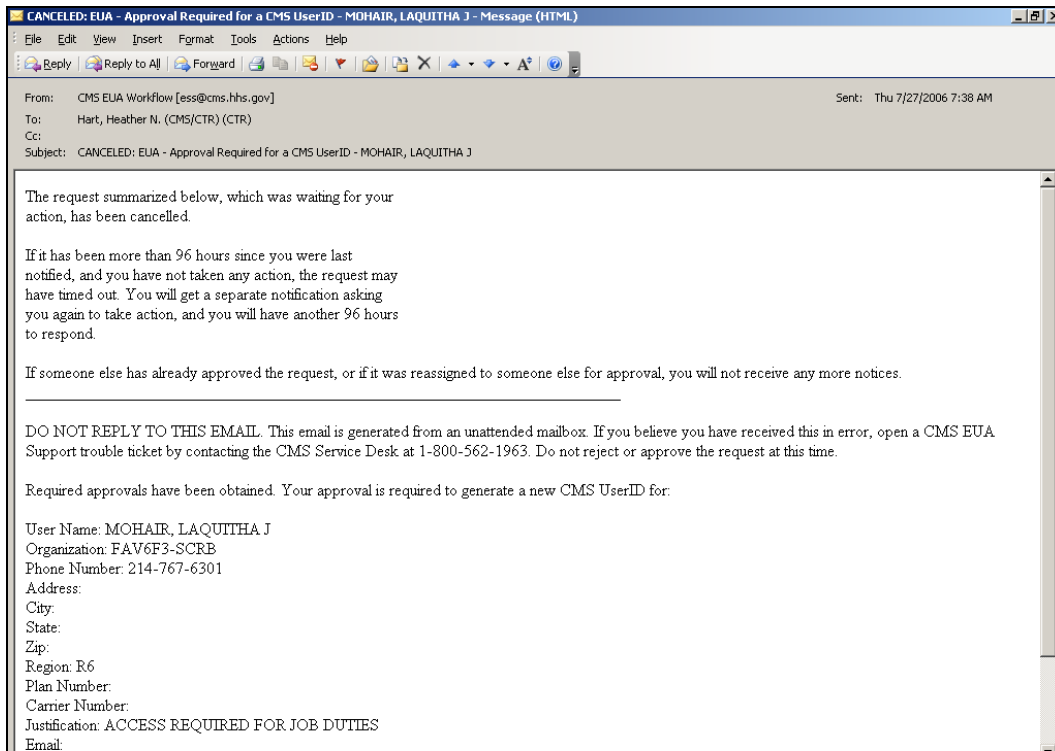 CANCELED: EUA - Approval Required for a CMS UserID - MOHAIR, LAQUITHA J - Message (HTML)
File Edit View Insert Format Tools Actions Help
Reply Reply to All Forward
From: CMS EUA Workflow [ess@cms.hhs.gov] Sent: Thu 7/27/2006 7:38 AM
To: Hart, Heather N. (CMS/CTR) (CTR)
Cc:
Subject: CANCELED: EUA - Approval Required for a CMS UserID - MOHAIR, LAQUITHA J
The request summarized below, which was waiting for your
action, has been cancelled.
If it has been more than 96 hours since you were last
notified, and you have not taken any action, the request may
have timed out. You will get a separate notification asking
you again to take action, and you will have another 96 hours
to respond.
If someone else has already approved the request, or if it was reassigned to someone else for approval, you will not receive any more notices.
DO NOT REPLY TO THIS EMAIL. This email is generated from an unattended mailbox. If you believe you have received this in error, open a CMS EUA
Support trouble ticket by contacting the CMS Service Desk at 1-800-562-1963. Do not reject or approve the request at this time.
Required approvals have been obtained. Your approval is required to generate a new CMS UserID for:
User Name: MOHAIR, LAQUITHA J
Organization: FAV6F3-SCRB
Phone Number: 214-767-6301
Address:
City:
State:
Zip:
Region: R6
Plan Number:
Carrier Number:
Justification: ACCESS REQUIRED FOR JOB DUTIES
Email: